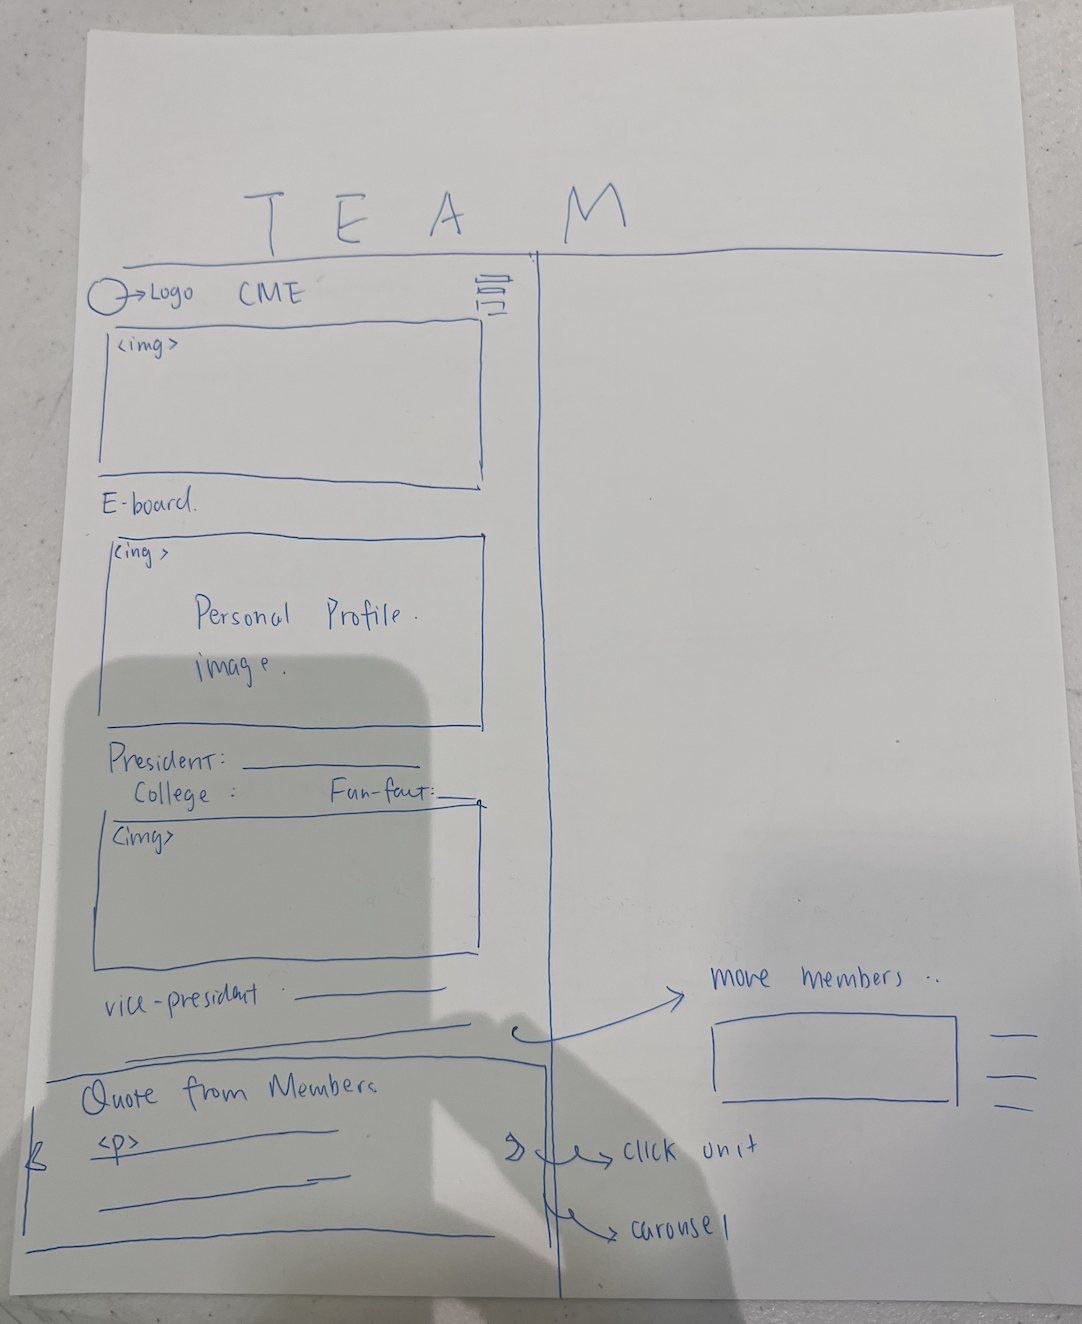 TEAM
Logo CME
<img>
E-board.
<img>
Personal Profile.
image.
President:
College : Fun-fact:
<img>
vice-president
more members ..
Quote from Members
<p>
click unit
carousel